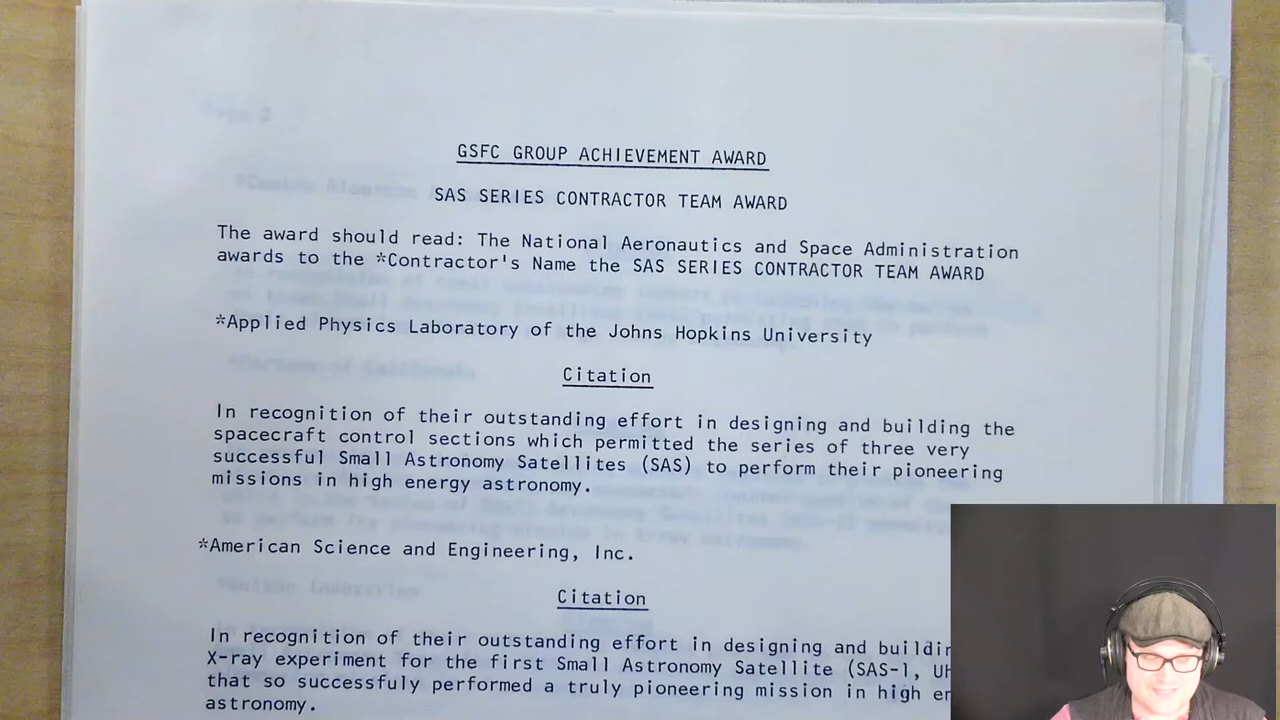 Page 2
GSFC GROUP ACHIEVEMENT AWARD
SAS SERIES CONTRACTOR TEAM AWARD
The award should read: The National Aeronautics and Space Administration
awards to the *Contractor's Name the SAS SERIES CONTRACTOR TEAM AWARD
*Applied Physics Laboratory of the Johns Hopkins University
Citation
In recognition of their outstanding effort in designing and building the
spacecraft control sections which permitted the series of three very
successful Small Astronomy Satellites (SAS) to perform their pioneering
missions in high energy astronomy.
*American Science and Engineering, Inc.
Citation
In recognition of their outstanding effort in designing and
X-ray experiment for the first Small Astronomy Satellite (SAS-1,
that so successfuly performed a truly pioneering mission in high
astronomy.